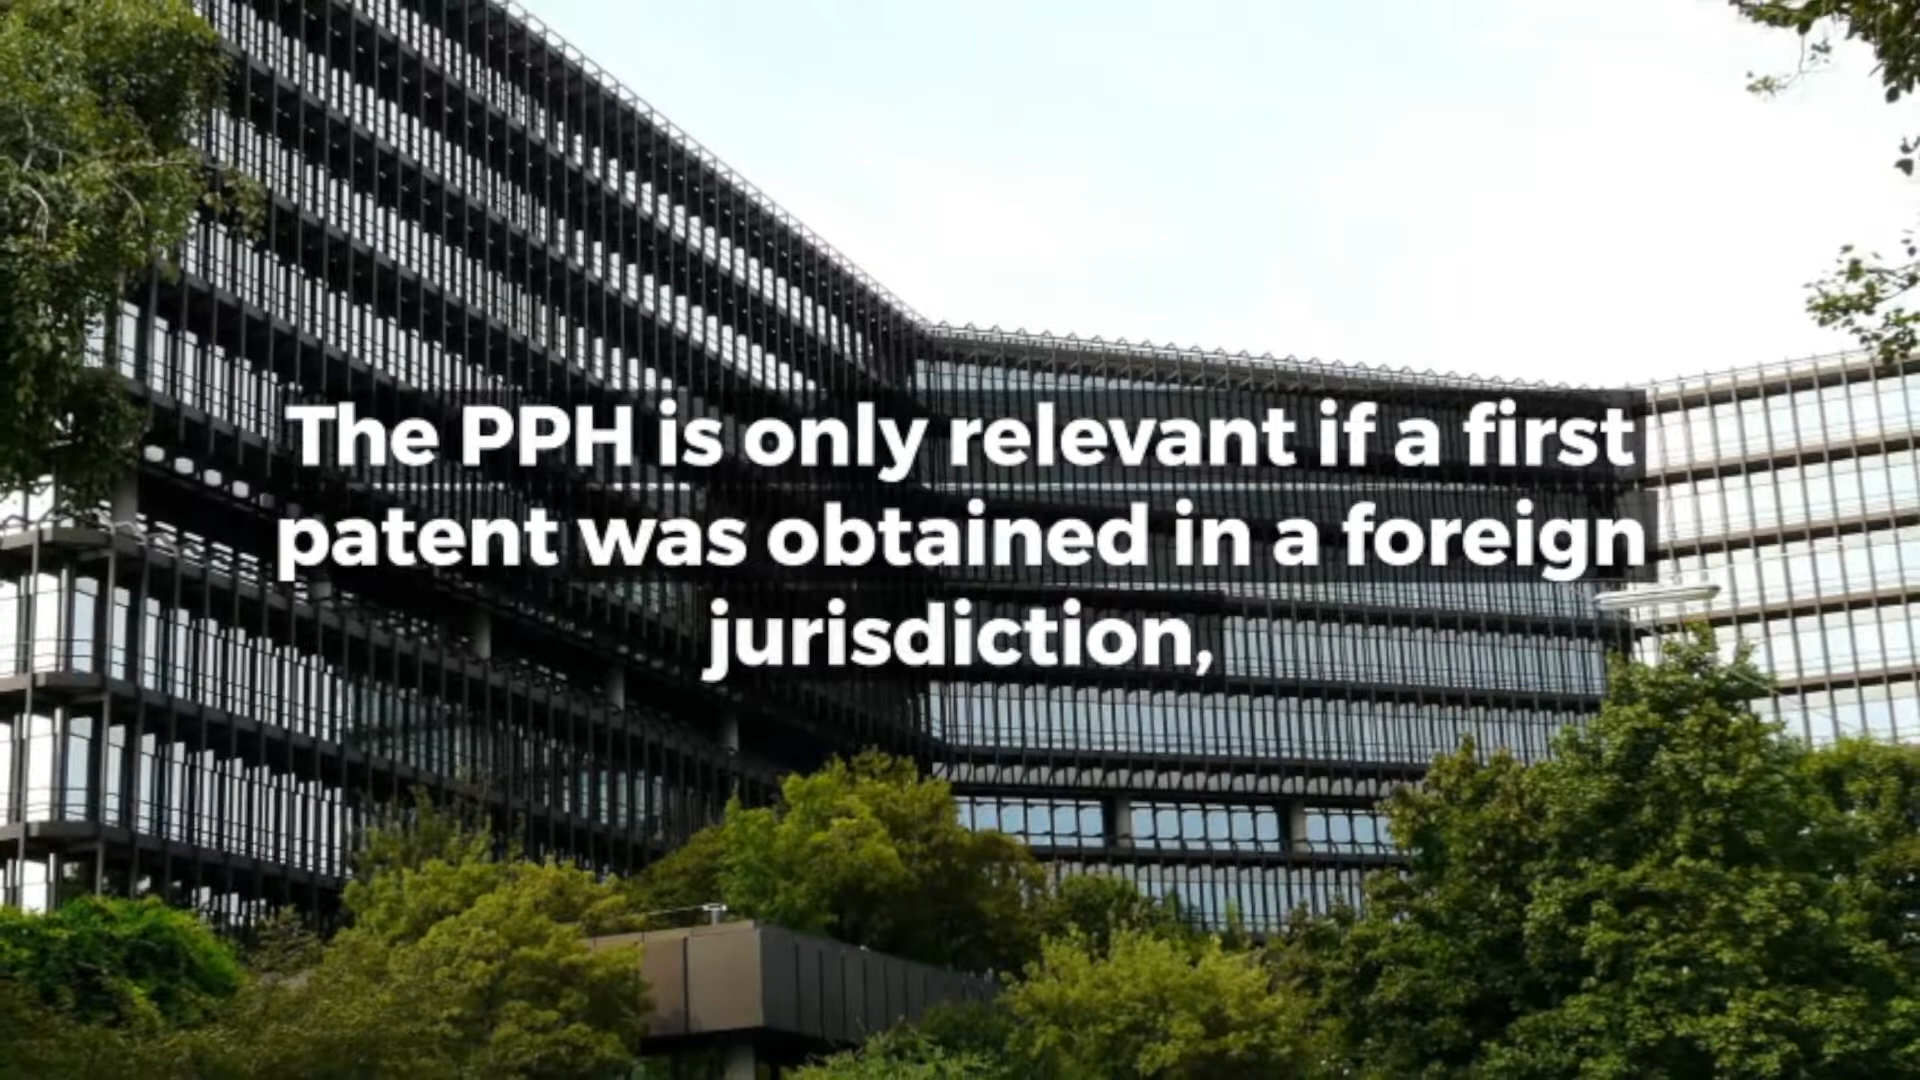 The PPH is only relevant if a first
patent was obtained in a foreign
jurisdiction,